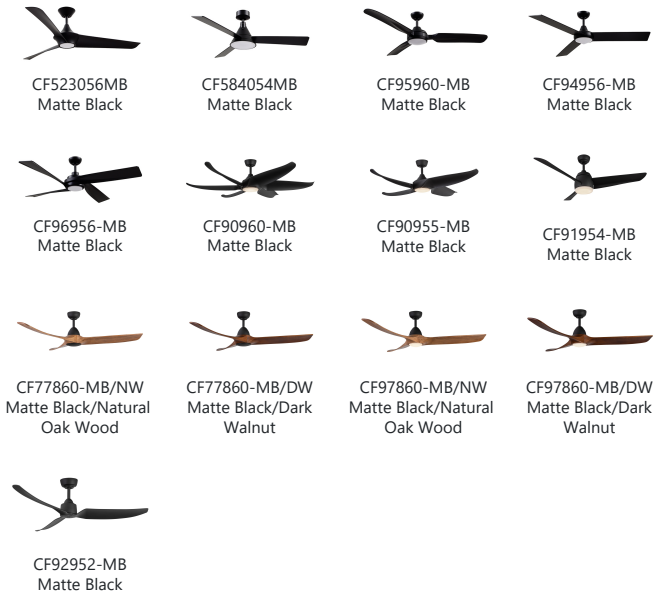 CF523056MB
Matte Black
CF584054MB
Matte Black
CF95960-MB
Matte Black
CF94956-MB
Matte Black
CF96956-MB
Matte Black
CF90960-MB
Matte Black
CF90955-MB
Matte Black
CF91954-MB
Matte Black
CF77860-MB/NW
Matte Black/Natural
Oak Wood
CF77860-MB/DW
Matte Black/Dark
Walnut
CF97860-MB/NW
Matte Black/Natural
Oak Wood
CF97860-MB/DW
Matte Black/Dark
Walnut
CF92952-MB
Matte Black